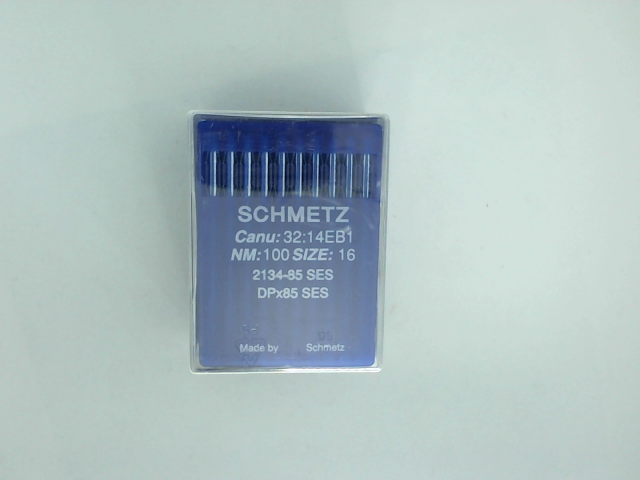 SCHMETZ
Canu: 32:14EB1
NM:100 SIZE: 16
2134-85 SES
DPx85 SES
Made by Schmetz